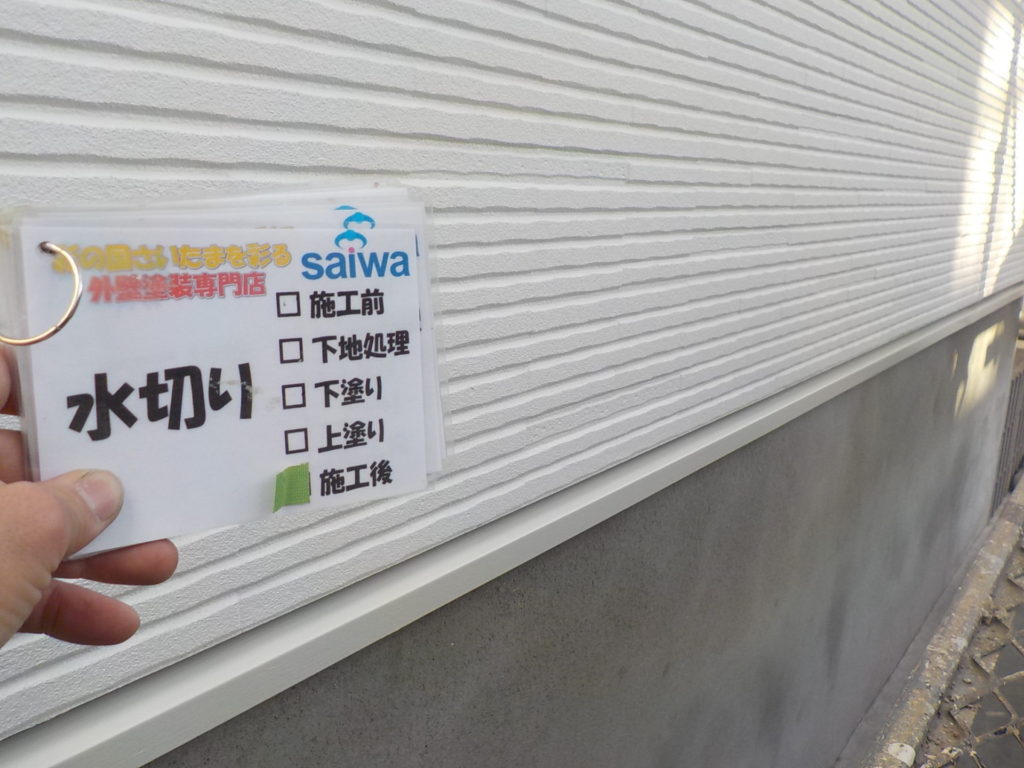 彩の国さいたまを彩る
外壁塗装専門店
saiwa
水切り
□ 施工前
□ 下地処理
□ 下塗り
□ 上塗り
施工後